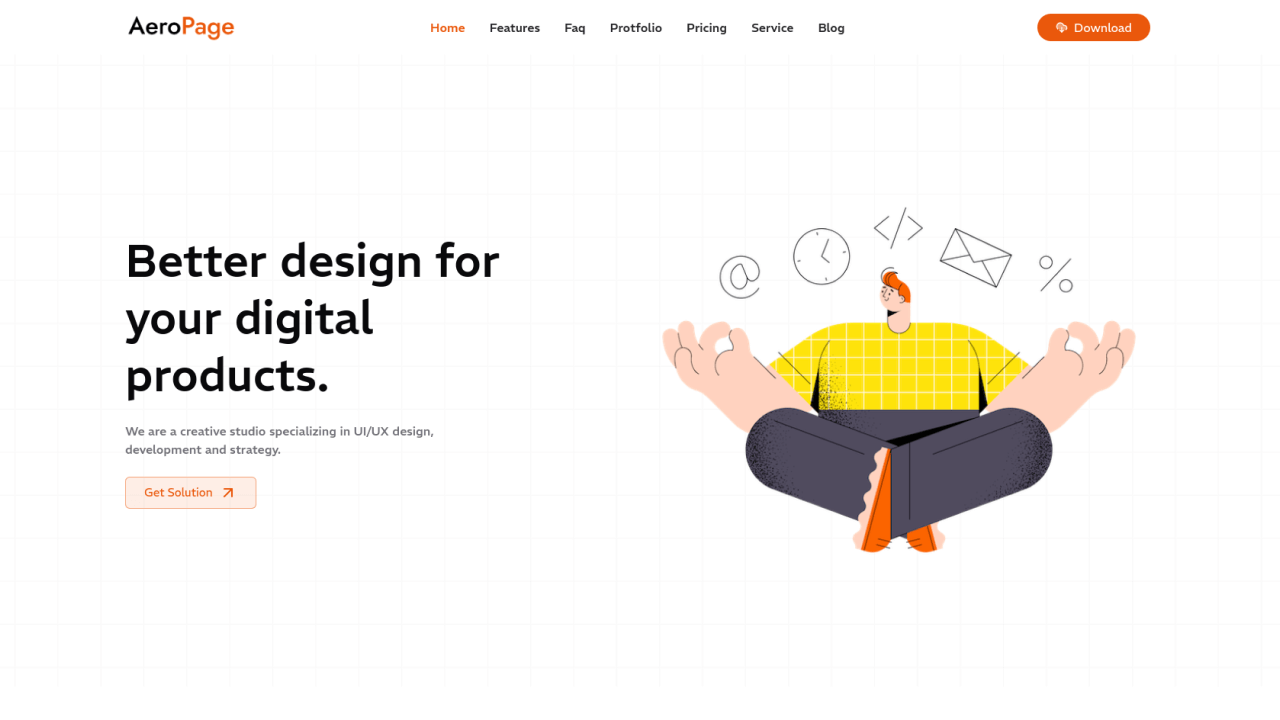 AeroPage
Home Features Faq Protfolio Pricing Service Blog
Download
Better design for
your digital
products.
We are a creative studio specializing in UI/UX design,
development and strategy.
Get Solution